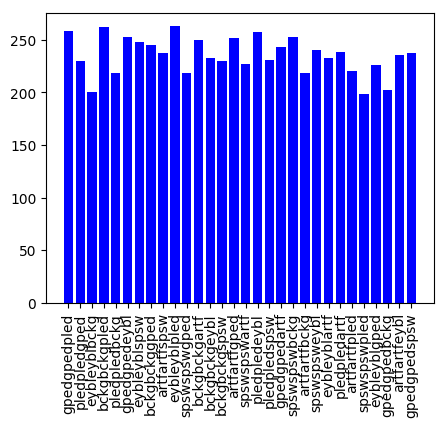 250
200
150
100
50
0
gpedgpedpled
pledpledgped
eybleyblbckg
bckgbckgpled
pledpledbckg
gpedgpedeybl
eybleyblspsw
bckgbckggped
artfartfspsw
eybleyblpled
spswspswgped
bckgbckgartf
bckgbckgeybl
bckgbckgspsw
artfartfgped
spswspswartf
pledpledeybl
pledpledspsw
gpedgpedartf
spswspswbckg
artfartfbckg
spswspsweybl
eybleyblartf
pledpledartf
artfartfpled
spswspswpled
eybleyblgped
gpedgpedbckg
artfartfeybl
gpedgpedspsw